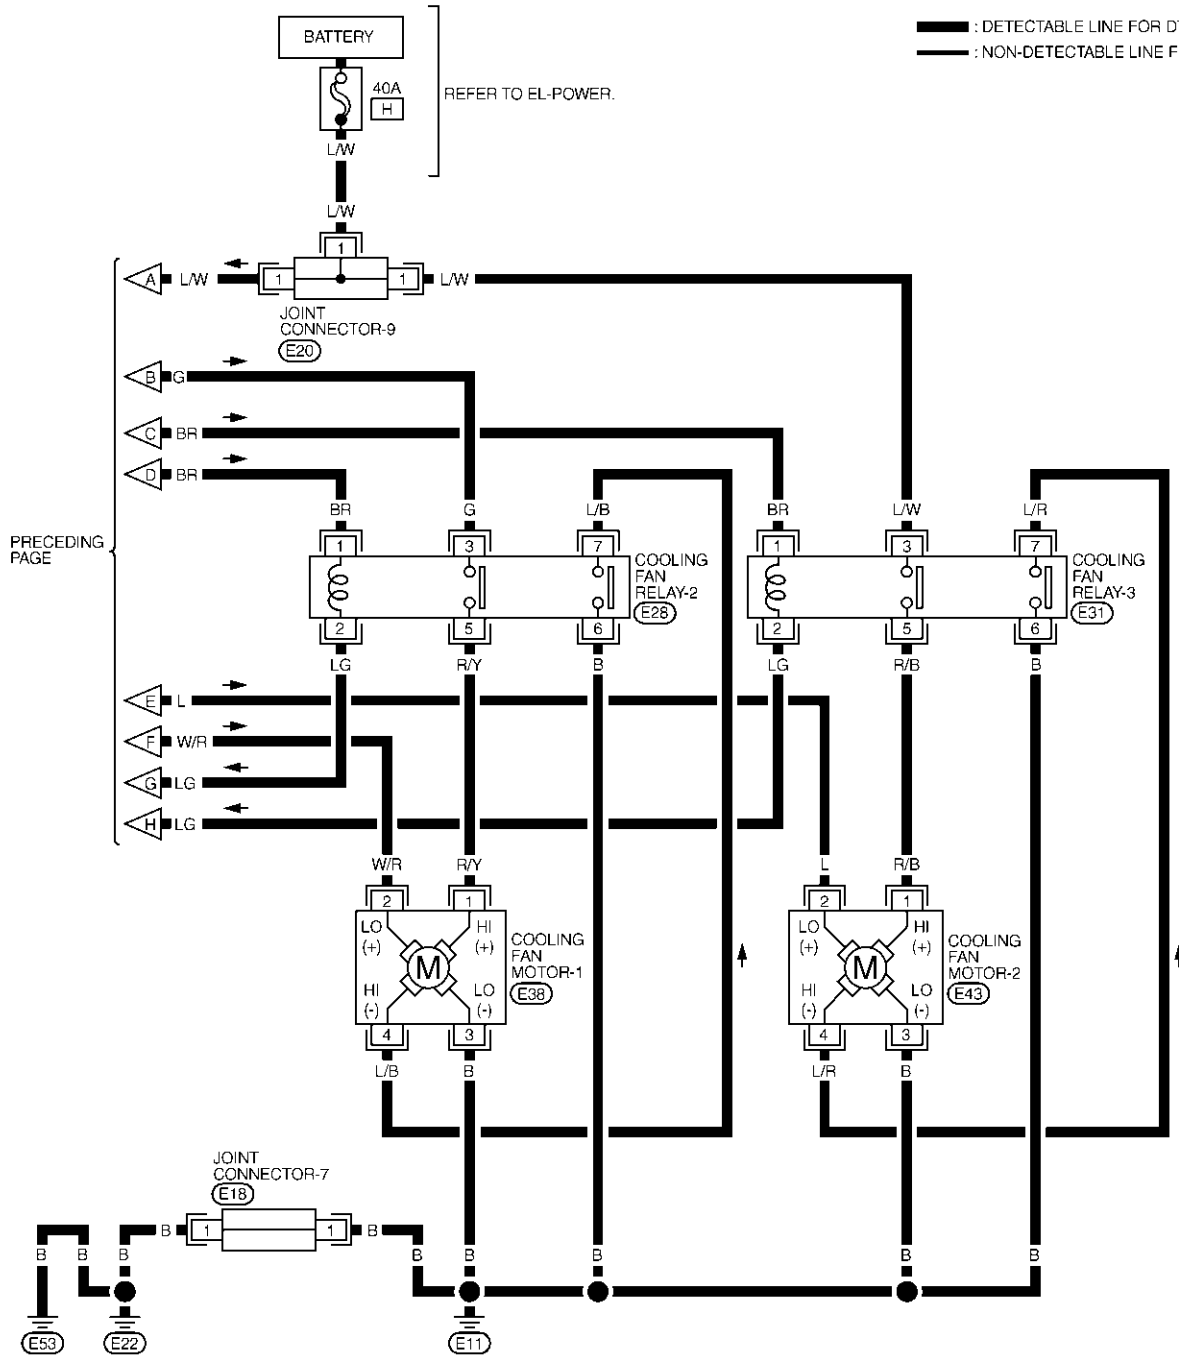 BATTERY
: DETECTABLE LINE FOR D
: NON-DETECTABLE LINE F
40A
H
REFER TO EL-POWER.
L/W
L/W
1
A L/W 1 1 L/W
JOINT
CONNECTOR-9
E20
B G
C BR
D BR
BR G L/B BR L/W L/R
PRECEDING
PAGE
1 3 7 1 3 7
COOLING
FAN
RELAY-2
E28
COOLING
FAN
RELAY-3
E31
2 5 6 2 5 6
LG R/Y B LG R/B B
E L
F W/R
G LG
H LG
W/R R/Y L R/B
2 1 2 1
LO
(+)
HI
(+)
M
HI
(-)
LO
(-)
COOLING
FAN
MOTOR-1
E38
LO
(+)
HI
(+)
M
HI
(-)
LO
(-)
COOLING
FAN
MOTOR-2
E43
4 3 4 3
L/B B L/R B
JOINT
CONNECTOR-7
E18
B 1 1 B
B B B B B B B B
E53 E22 E11